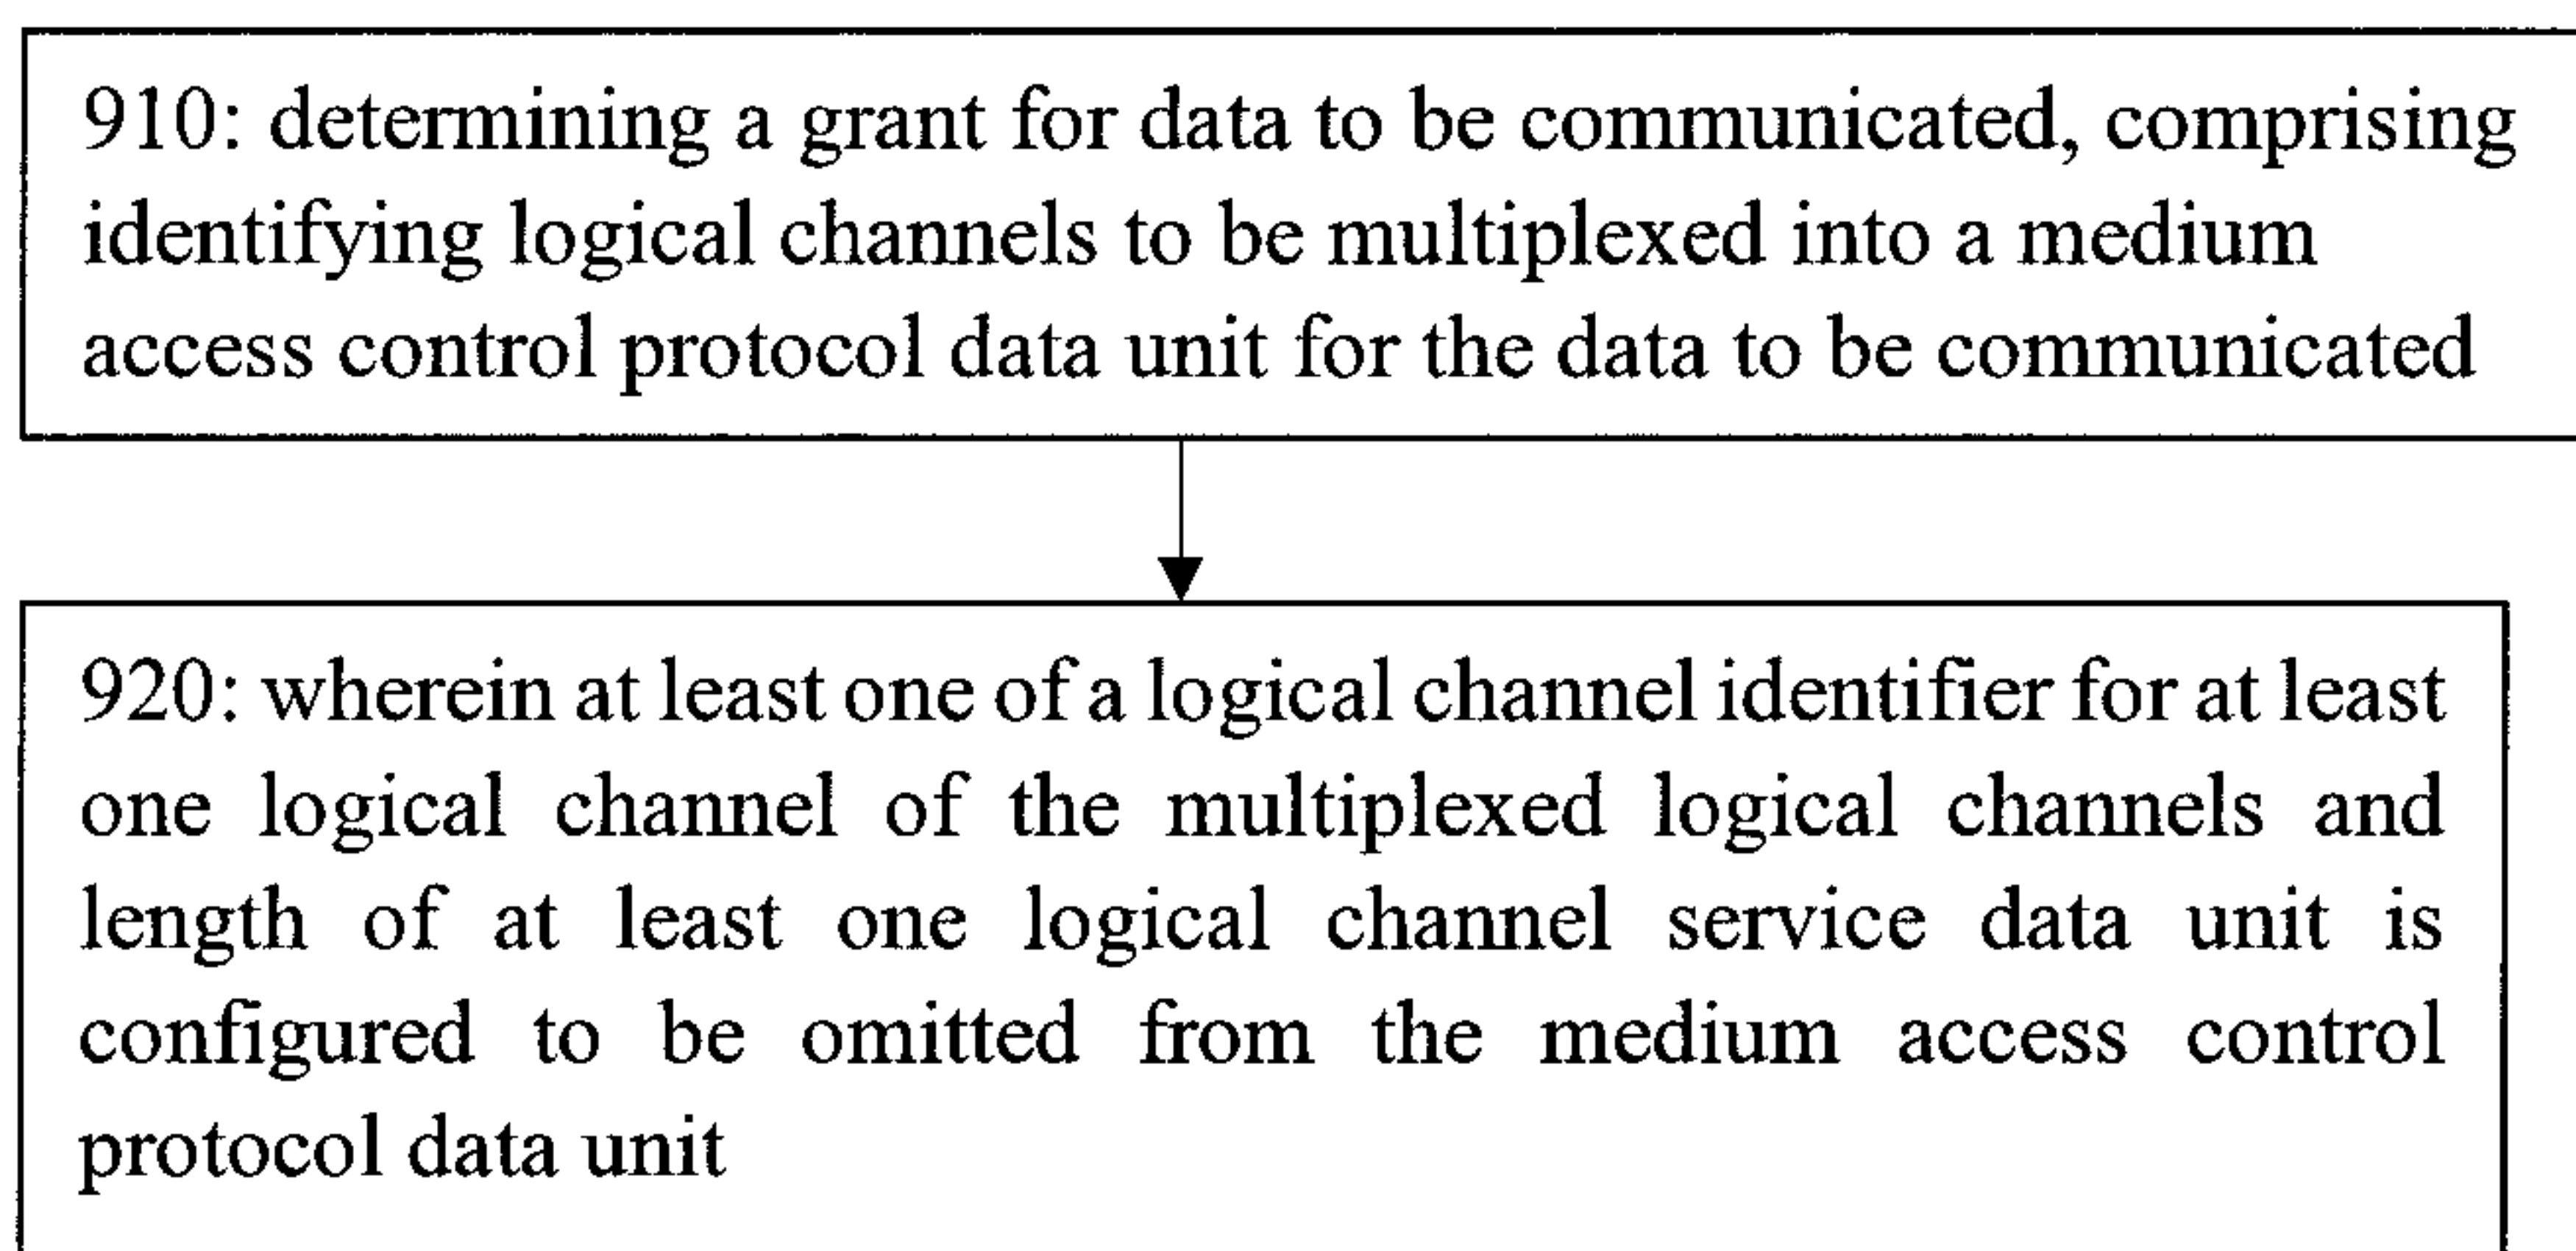 910: determining a grant for data to be communicated, comprising
identifying logical channels to be multiplexed into a medium
access control protocol data unit for the data to be communicated
920: wherein at least one of a logical channel identifier for at least
one logical channel of the multiplexed logical channels and
length of at least one logical channel service data unit is
configured to be omitted from the medium access control
protocol data unit